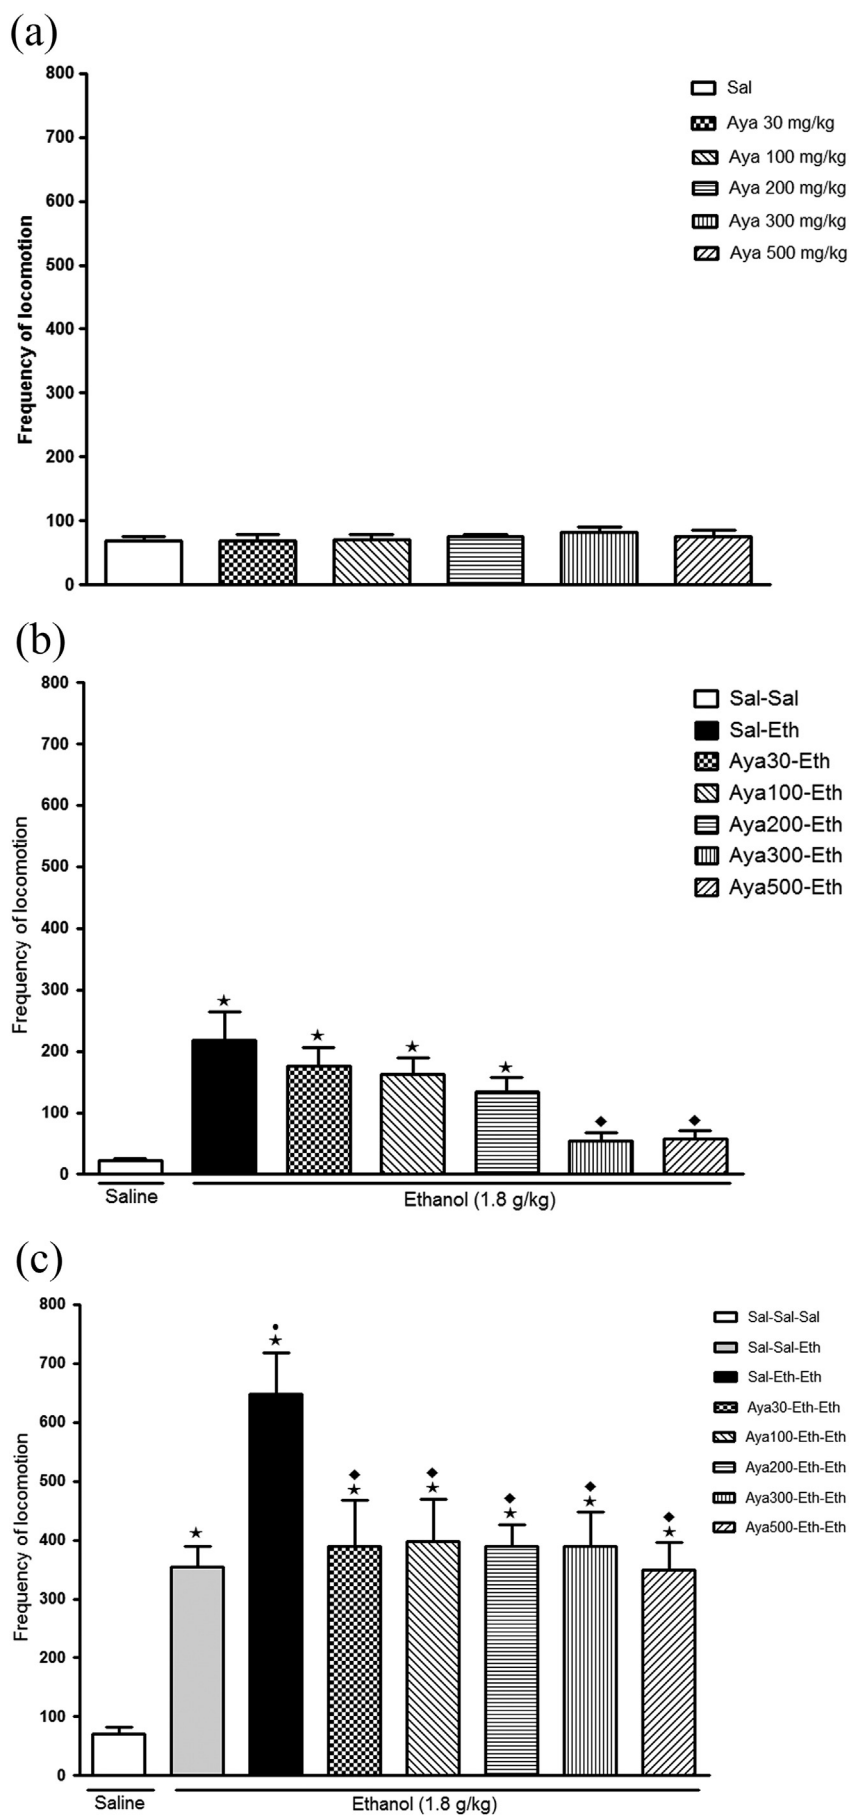 (a)
800
700
600
500
400
300
200
100
0
Frequency of locomotion
Sal
Aya 30 mg/kg
Aya 100 mg/kg
Aya 200 mg/kg
Aya 300 mg/kg
Aya 500 mg/kg
(b)
800
700
600
500
400
300
200
100
0
Frequency of locomotion
Sal-Sal
Sal-Eth
Aya30-Eth
Aya100-Eth
Aya200-Eth
Aya300-Eth
Aya500-Eth
Saline
Ethanol (1.8 g/kg)
(c)
800
700
600
500
400
300
200
100
0
Frequency of locomotion
Sal-Sal-Sal
Sal-Sal-Eth
Sal-Eth-Eth
Aya30-Eth-Eth
Aya100-Eth-Eth
Aya200-Eth-Eth
Aya300-Eth-Eth
Aya500-Eth-Eth
Saline
Ethanol (1.8 g/kg)